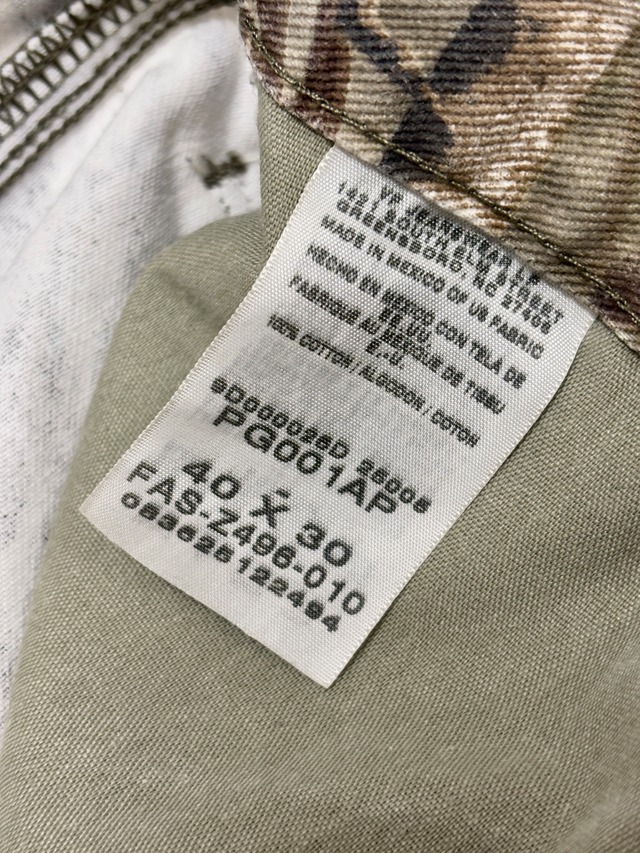 VF JEANSWEAR L.P.
1421 SOUTH ELM STREET
GREENSBORO, NC 27406
MADE IN MEXICO OF US FABRIC
HECHO EN MEXICO CON TELA DE
EE.UU.
FABRIQUE AU MEXIQUE DE TISSU
E.-U.
100% COTTON / ALGODON / COTON
25005
PG001AP
40 X 30
FAS-Z496-010
053625122494